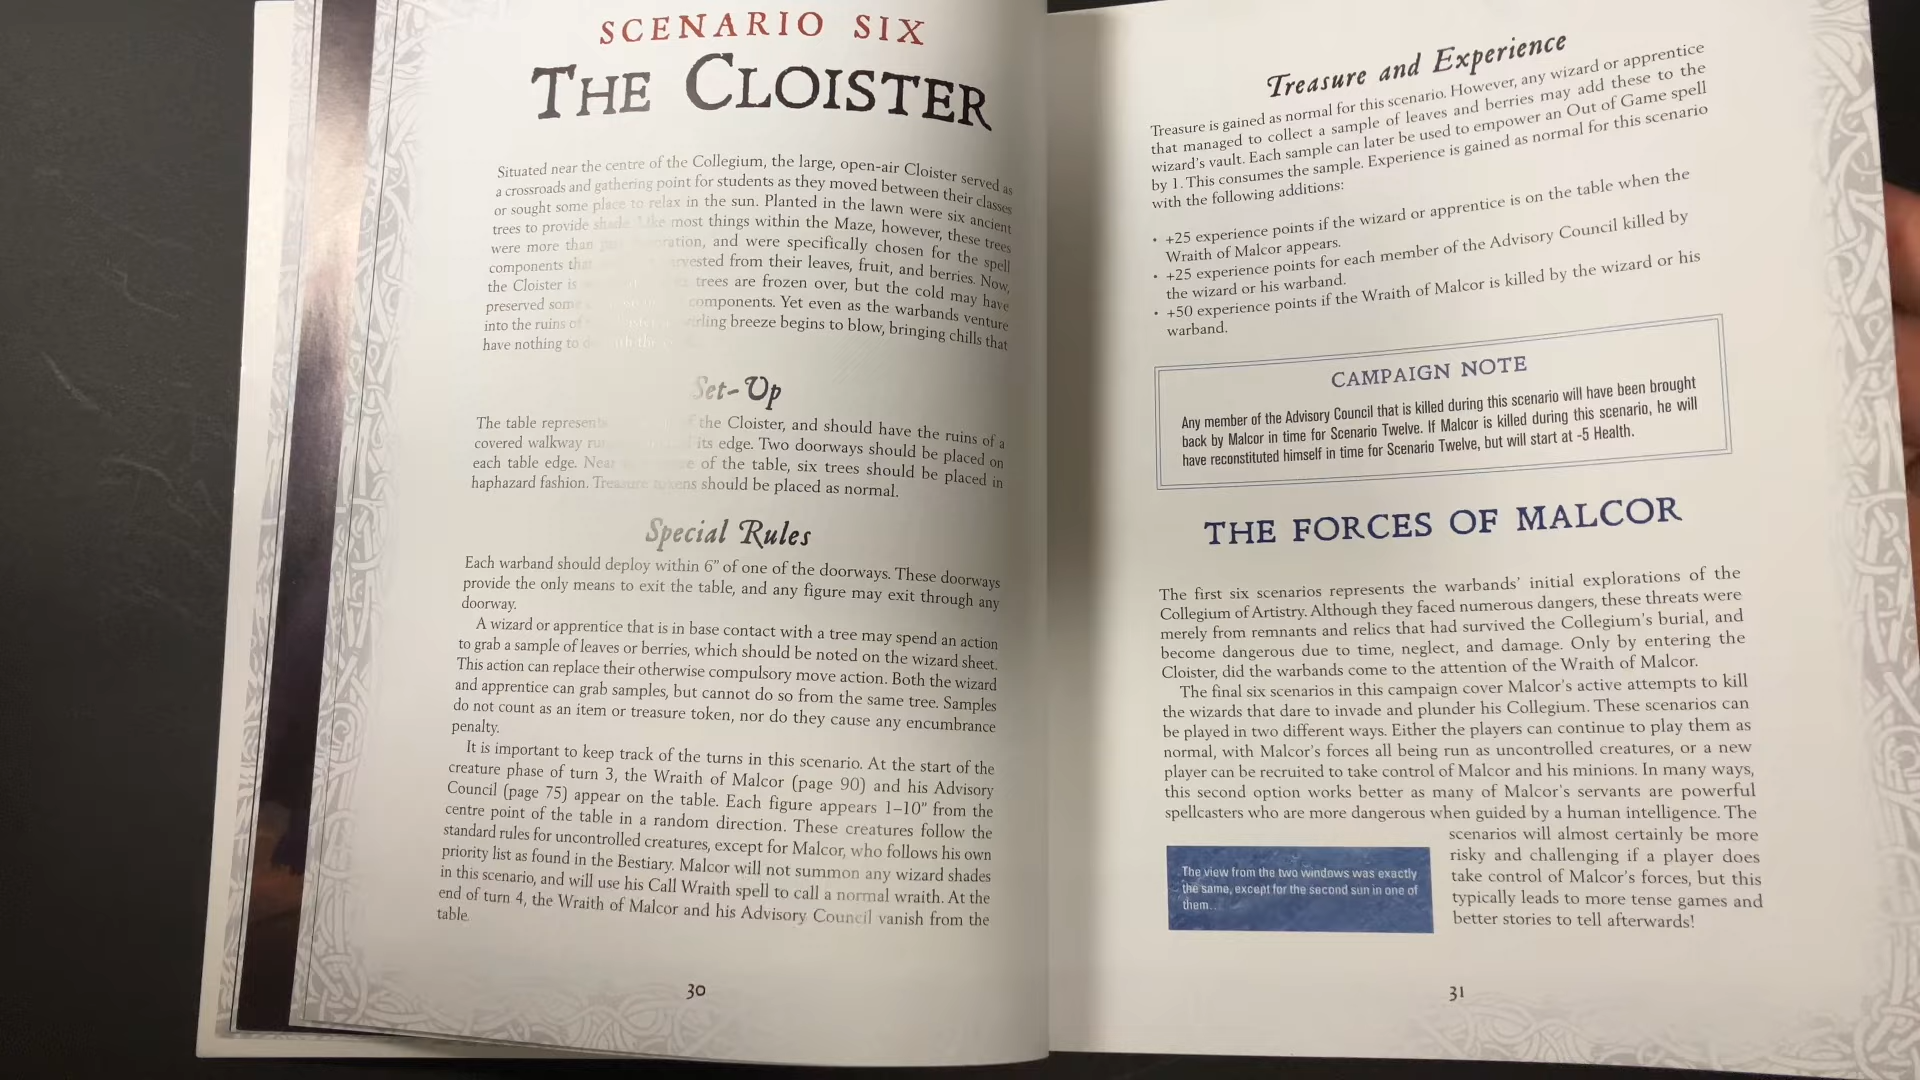 SCENARIO SIX
THE CLOISTER
Situated near the centre of the Collegium, the large, open-air Cloister served as
a crossroads and gathering point for students as they moved between their classes
or sought some place to relax in the sun. Planted in the lawn were six ancient
trees to provide shade. Like most things within the Maze, however, these trees
were more than and were specifically chosen for the spell
components that from their leaves, fruit, and berries. Now,
the Cloister is trees are frozen over, but the cold may have
preserved some components. Yet even as the warbands venture
into the ruins of breeze begins to blow, bringing chills that
have nothing to
Set-Up
The table represents the Cloister, and should have the ruins of a
covered walkway its edge. Two doorways should be placed on
each table edge. Near of the table, six trees should be placed in
haphazard fashion. Treasure tokens should be placed as normal.
Special Rules
Each warband should deploy within 6" of one of the doorways. These doorways
provide the only means to exit the table, and any figure may exit through any
doorway.
A wizard or apprentice that is in base contact with a tree may spend an action
to grab a sample of leaves or berries, which should be noted on the wizard sheet.
This action can replace their otherwise compulsory move action. Both the wizard
and apprentice can grab samples, but cannot do so from the same tree. Samples
do not count as an item or treasure token, nor do they cause any encumbrance
penalty.
It is important to keep track of the turns in this scenario. At the start of the
creature phase of turn 3, the Wraith of Malcor (page 90) and his Advisory
Council (page 75) appear on the table. Each figure appears 1–10" from the
centre point of the table in a random direction. These creatures follow the
standard rules for uncontrolled creatures, except for Malcor, who follows his own
priority list as found in the Bestiary. Malcor will not summon any wizard shades
in this scenario, and will use his Call Wraith spell to call a normal wraith. At the
end of turn 4, the Wraith of Malcor and his Advisory Council vanish from the
table.
30
Treasure and Experience
Treasure is gained as normal for this scenario. However, any wizard or apprentice
that managed to collect a sample of leaves and berries may add these to the
wizard's vault. Each sample can later be used to empower an Out of Game spell
by 1. This consumes the sample. Experience is gained as normal for this scenario
with the following additions:
• +25 experience points if the wizard or apprentice is on the table when the
Wraith of Malcor appears.
• +25 experience points for each member of the Advisory Council killed by
the wizard or his warband.
• +50 experience points if the Wraith of Malcor is killed by the wizard or his
warband.
CAMPAIGN NOTE
Any member of the Advisory Council that is killed during this scenario will have been brought
back by Malcor in time for Scenario Twelve. If Malcor is killed during this scenario, he will
have reconstituted himself in time for Scenario Twelve, but will start at -5 Health.
THE FORCES OF MALCOR
The first six scenarios represents the warbands' initial explorations of the
Collegium of Artistry. Although they faced numerous dangers, these threats were
merely from remnants and relics that had survived the Collegium's burial, and
become dangerous due to time, neglect, and damage. Only by entering the
Cloister, did the warbands come to the attention of the Wraith of Malcor.
The final six scenarios in this campaign cover Malcor's active attempts to kill
the wizards that dare to invade and plunder his Collegium. These scenarios can
be played in two different ways. Either the players can continue to play them as
normal, with Malcor's forces all being run as uncontrolled creatures, or a new
player can be recruited to take control of Malcor and his minions. In many ways,
this second option works better as many of Malcor's servants are powerful
spellcasters who are more dangerous when guided by a human intelligence. The
scenarios will almost certainly be more
risky and challenging if a player does
take control of Malcor's forces, but this
typically leads to more tense games and
better stories to tell afterwards!
The view from the two windows was exactly
the same, except for the second sun in one of
them...
31